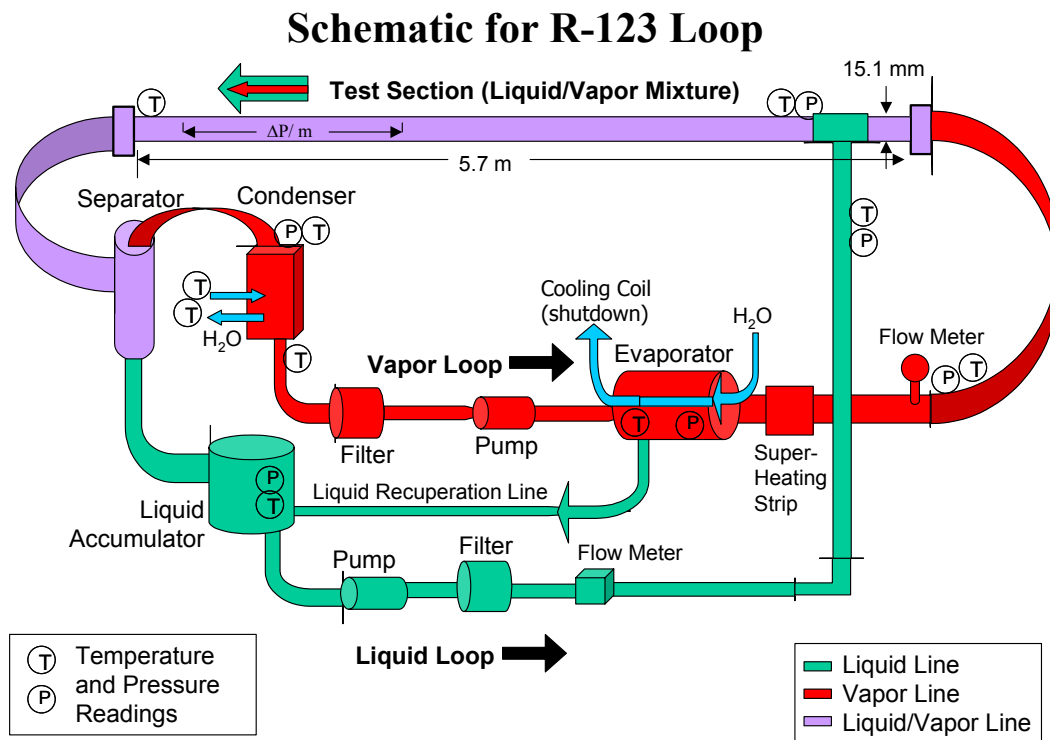 Schematic for R-123 Loop
15.1 mm
Test Section (Liquid/Vapor Mixture)
T
T
P
ΔP/ m
5.7 m
Separator
Condenser
P
T
T
P
T
T
H₂O
T
Cooling Coil
(shutdown)
H₂O
Vapor Loop
Evaporator
Flow Meter
P
T
T
P
Filter
Pump
Super-
Heating
Strip
P
T
Liquid Recuperation Line
Liquid
Accumulator
Pump
Filter
Flow Meter
Liquid Loop
T
P
Temperature
and Pressure
Readings
Liquid Line
Vapor Line
Liquid/Vapor Line